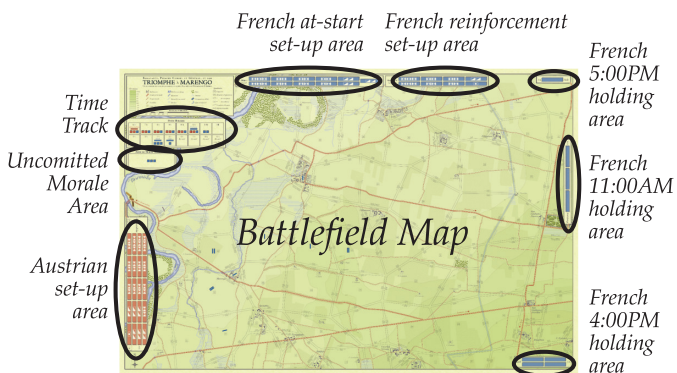 French at-start
set-up area
French reinforcement
set-up area
French
5:00PM
holding
area
Time
Track
TRIOMPHE à MARENGO
Uncomitted
Morale
Area
French
11:00AM
holding
area
Battlefield Map
Austrian
set-up
area
French
4:00PM
holding
area